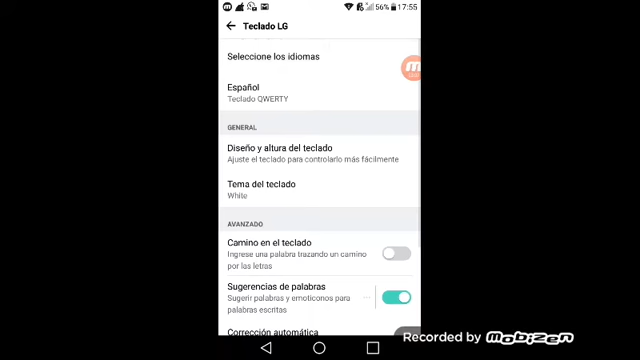 56% 17:55
Teclado LG
Seleccione los idiomas
Español
Teclado QWERTY
GENERAL
Diseño y altura del teclado
Ajuste el teclado para controlarlo más fácilmente
Tema del teclado
White
AVANZADO
Camino en el teclado
Ingrese una palabra trazando un camino
por las letras
Sugerencias de palabras
Sugerir palabras y emoticonos para
palabras escritas
Corrección automática
Recorded by Mobizen